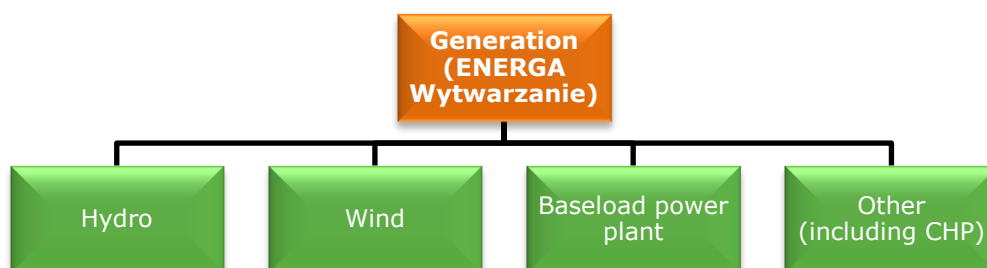 Generation
(ENERGA
Wytwarzanie)
Hydro
Wind
Baseload power
plant
Other
(including CHP)